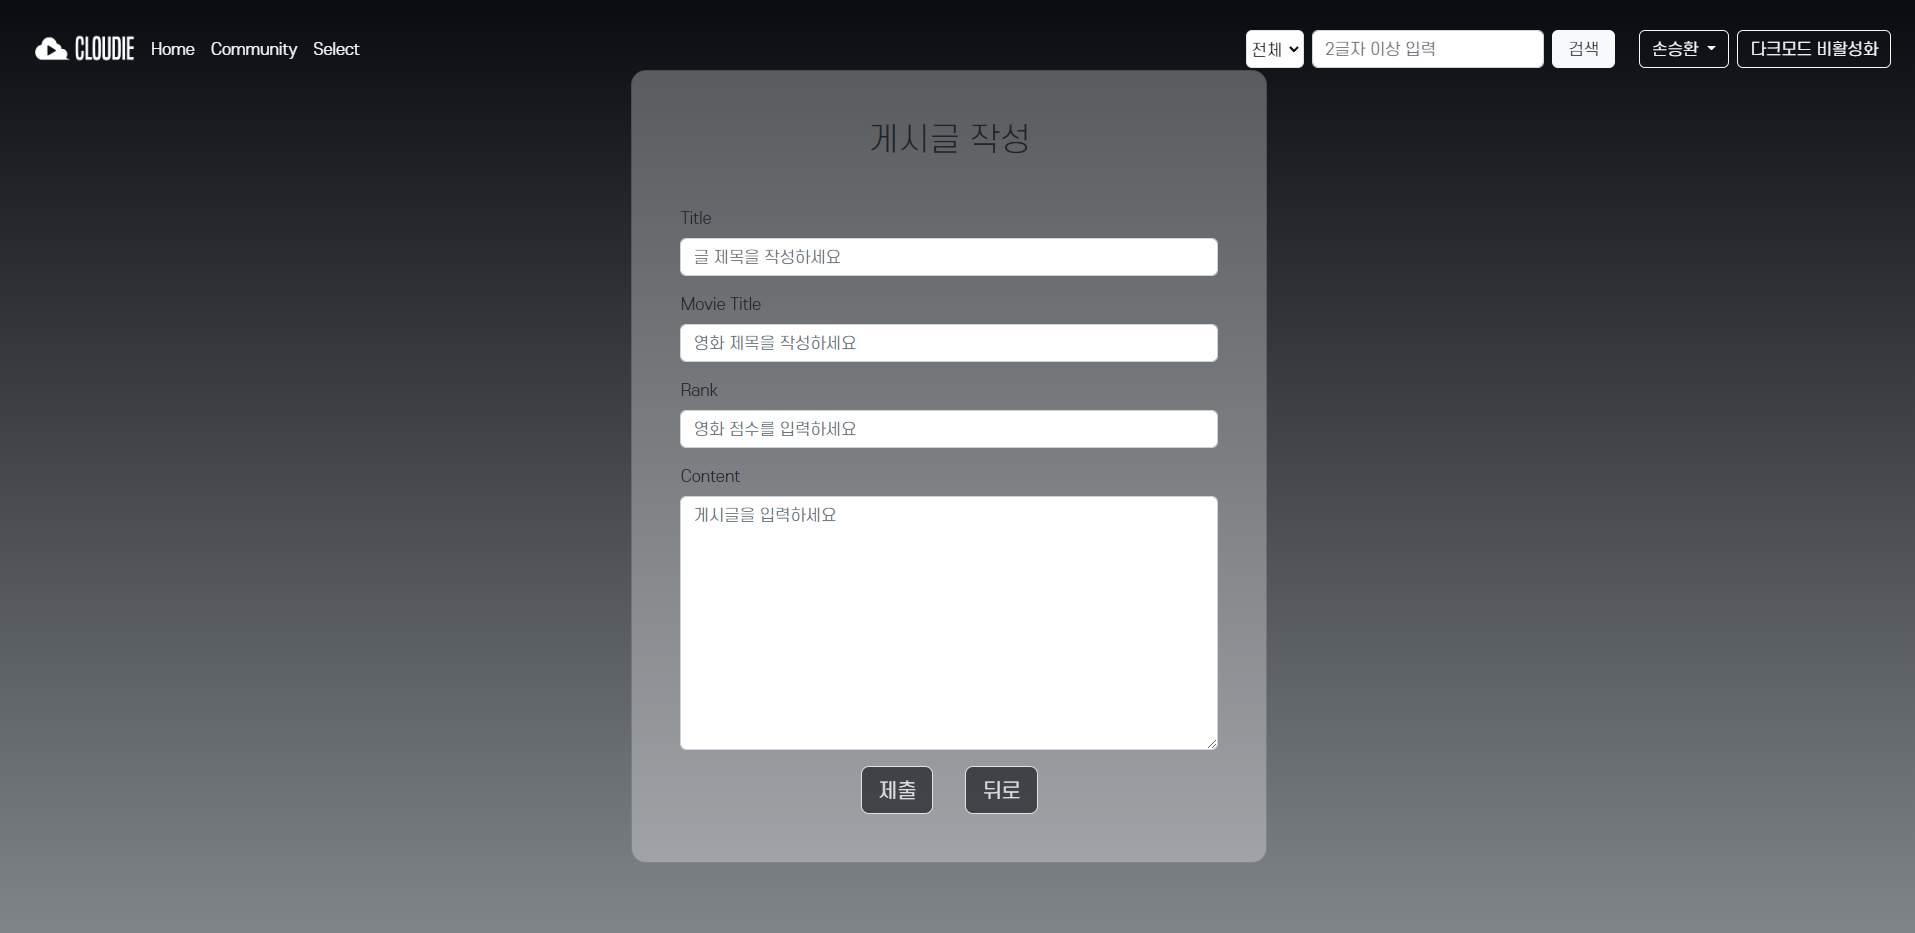 CLOUDIE Home Community Select 전체 2글자 이상 입력 검색 손승환 다크모드 비활성화
게시글 작성
Title
글 제목을 작성하세요
Movie Title
영화 제목을 작성하세요
Rank
영화 점수를 입력하세요
Content
게시글을 입력하세요
제출 뒤로